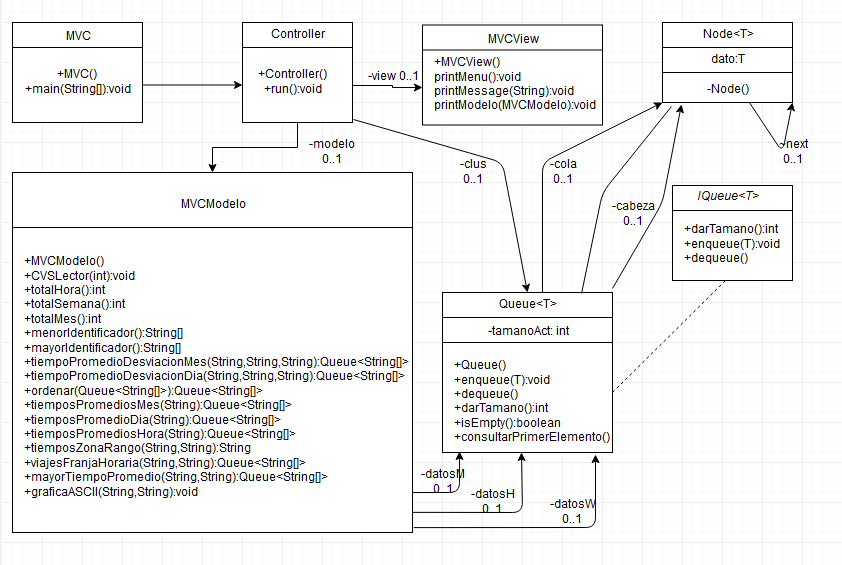 MVC
+MVC()
+main(String[]):void
Controller
+Controller()
+run():void
-view 0..1
MVCView
+MVCView()
printMenu():void
printMessage(String):void
printModelo(MVCModelo):void
Node<T>
dato:T
-Node()
-next
0..1
-modelo
0..1
-clus
0..1
-cola
0..1
-cabeza
0..1
IQueue<T>
+darTamano():int
+enqueue(T):void
+dequeue()
MVCModelo
+MVCModelo()
+CVSLector(int):void
+totalHora():int
+totalSemana():int
+totalMes():int
+menorIdentificador():String[]
+mayorIdentificador():String[]
+tiempoPromedioDesviacionMes(String,String,String):Queue<String[]>
+tiempoPromedioDesviacionDia(String,String,String):Queue<String[]>
+ordenar(Queue<String[]>):Queue<String[]>
+tiemposPromediosMes(String):Queue<String[]>
+tiemposPromedioDia(String):Queue<String[]>
+tiemposPromediosHora(String):Queue<String[]>
+tiemposZonaRango(String,String):String
+viajesFranjaHoraria(String,String):Queue<String[]>
+mayorTiempoPromedio(String,String):Queue<String[]>
+graficaASCII(String,String):void
Queue<T>
-tamanoAct: int
+Queue()
+enqueue(T):void
+dequeue()
+darTamano():int
+isEmpty():boolean
+consultarPrimerElemento()
-datosM
0..1
-datosH
0..1
-datosW
0..1